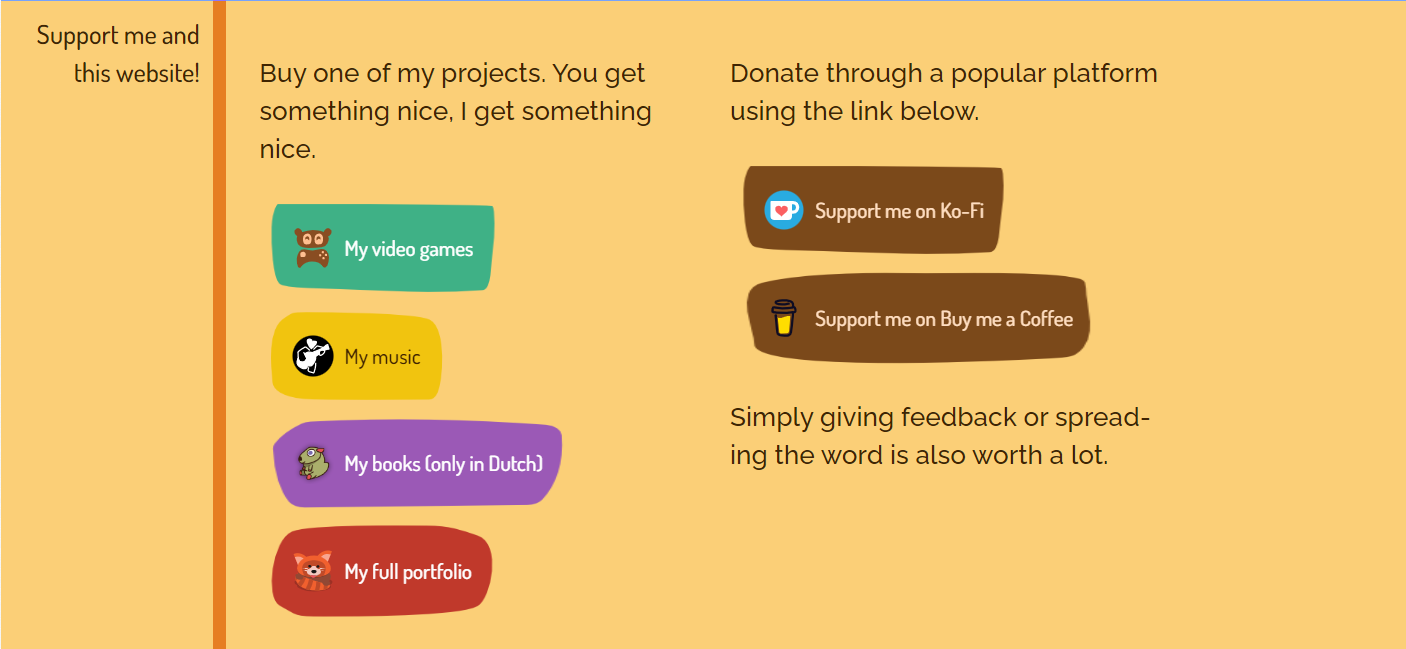 Support me and
this website!
Buy one of my projects. You get
something nice, I get something
nice.
My video games
My music
My books (only in Dutch)
My full portfolio
Donate through a popular platform
using the link below.
Support me on Ko-Fi
Support me on Buy me a Coffee
Simply giving feedback or spread-
ing the word is also worth a lot.